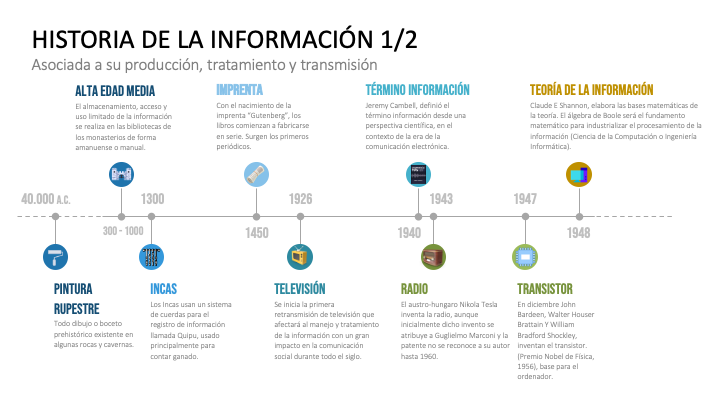 HISTORIA DE LA INFORMACIÓN 1/2
Asociada a su producción, tratamiento y transmisión
ALTA EDAD MEDIA
El almacenamiento, acceso y
uso limitado de la información
se realiza en las bibliotecas de
los monasterios de forma
amanuense o manual.
IMPRENTA
Con el nacimiento de la
imprenta "Gutenberg", los
libros comienzan a fabricarse
en serie. Surgen los primeros
periódicos.
TÉRMINO INFORMACIÓN
Jeremy Cambell, definió el
término información desde una
perspectiva científica, en el
contexto de la era de la
comunicación electrónica.
TEORÍA DE LA INFORMACIÓN
Claude E Shannon, elabora las bases matemáticas de
la teoría. El álgebra de Boole será el fundamento
matemático para industrializar el procesamiento de la
información (Ciencia de la Computación o Ingeniería
Informática).
40.000 A.C.
300 - 1000
1300
1450
1926
1940
1943
1947
1948
PINTURA
RUPESTRE
Todo dibujo o boceto
prehistórico existente en
algunas rocas y cavernas.
INCAS
Los Incas usan un sistema
de cuerdas para el
registro de información
llamada Quipu, usado
principalmente para
contar ganado.
TELEVISIÓN
Se inicia la primera
retransmisión de televisión que
afectará al manejo y tratamiento
de la información con un gran
impacto en la comunicación
social durante todo el siglo.
RADIO
El austro-hungaro Nikola Tesla
inventa la radio, aunque
inicialmente dicho invento se
atribuye a Guglielmo Marconi y la
patente no se reconoce a su autor
hasta 1960.
TRANSISTOR
En diciembre John
Bardeen, Walter Houser
Brattain Y William
Bradford Shockley,
inventan el transistor.
(Premio Nobel de Física,
1956), base para el
ordenador.